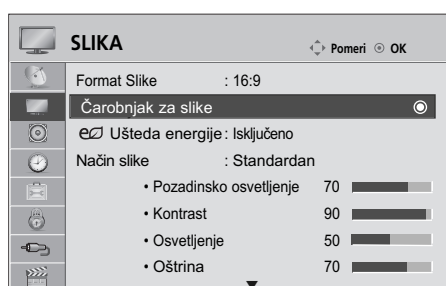 SLIKA
Pomeri OK
Format Slike : 16:9
Čarobnjak za slike
Ušteda energije : Isključeno
Način slike : Standardan
• Pozadinsko osvetljenje 70
• Kontrast 90
• Osvetljenje 50
• Oštrina 70